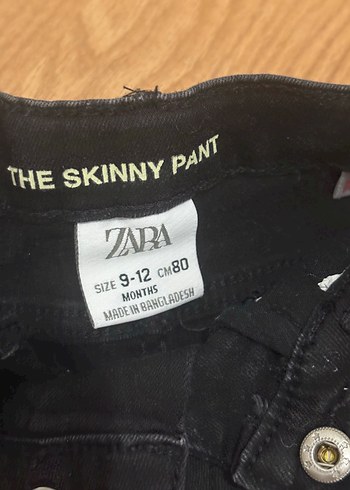 THE SKINNY PANT
ZARA
SIZE 9-12 CM80
MONTHS
MADE IN BANGLADESH